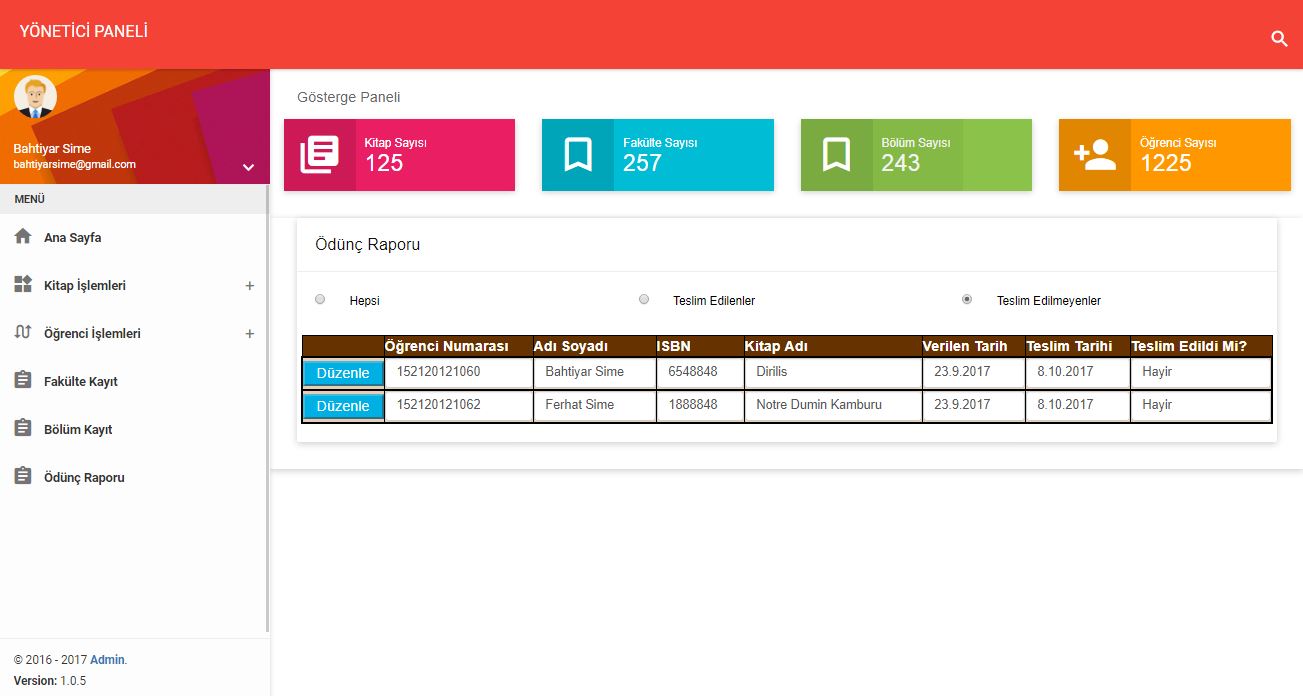 YÖNETİCİ PANELİ
Bahtiyar Sime
bahtiyarsime@gmail.com
MENÜ
Ana Sayfa
Kitap İşlemleri +
Öğrenci İşlemleri +
Fakülte Kayıt
Bölüm Kayıt
Ödünç Raporu
© 2016 - 2017 Admin.
Version: 1.0.5
Gösterge Paneli
Kitap Sayısı
125
Fakülte Sayısı
257
Bölüm Sayısı
243
Öğrenci Sayısı
1225
Ödünç Raporu
Hepsi Teslim Edilenler Teslim Edilmeyenler
Öğrenci Numarası Adı Soyadı ISBN Kitap Adı Verilen Tarih Teslim Tarihi Teslim Edildi Mi?
Düzenle 152120121060 Bahtiyar Sime 6548848 Dirilis 23.9.2017 8.10.2017 Hayir
Düzenle 152120121062 Ferhat Sime 1888848 Notre Dumin Kamburu 23.9.2017 8.10.2017 Hayir